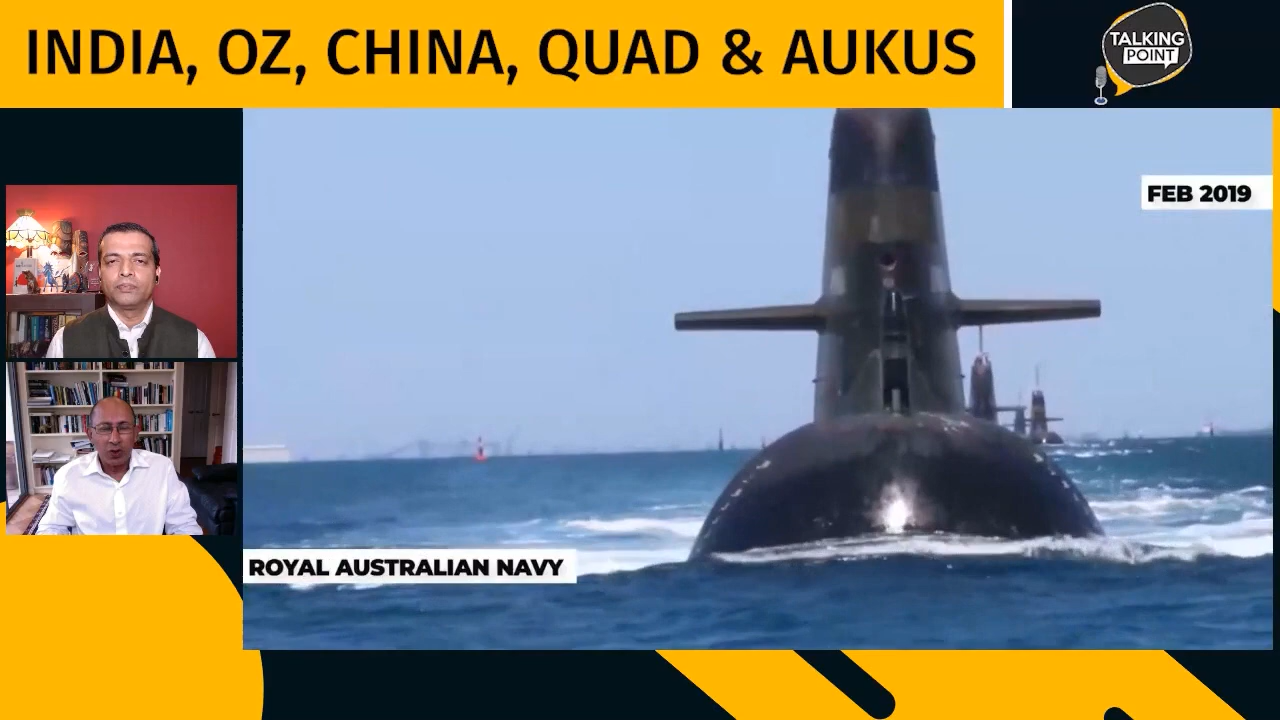 INDIA, OZ, CHINA, QUAD & AUKUS
TALKING
POINT
FEB 2019
ROYAL AUSTRALIAN NAVY